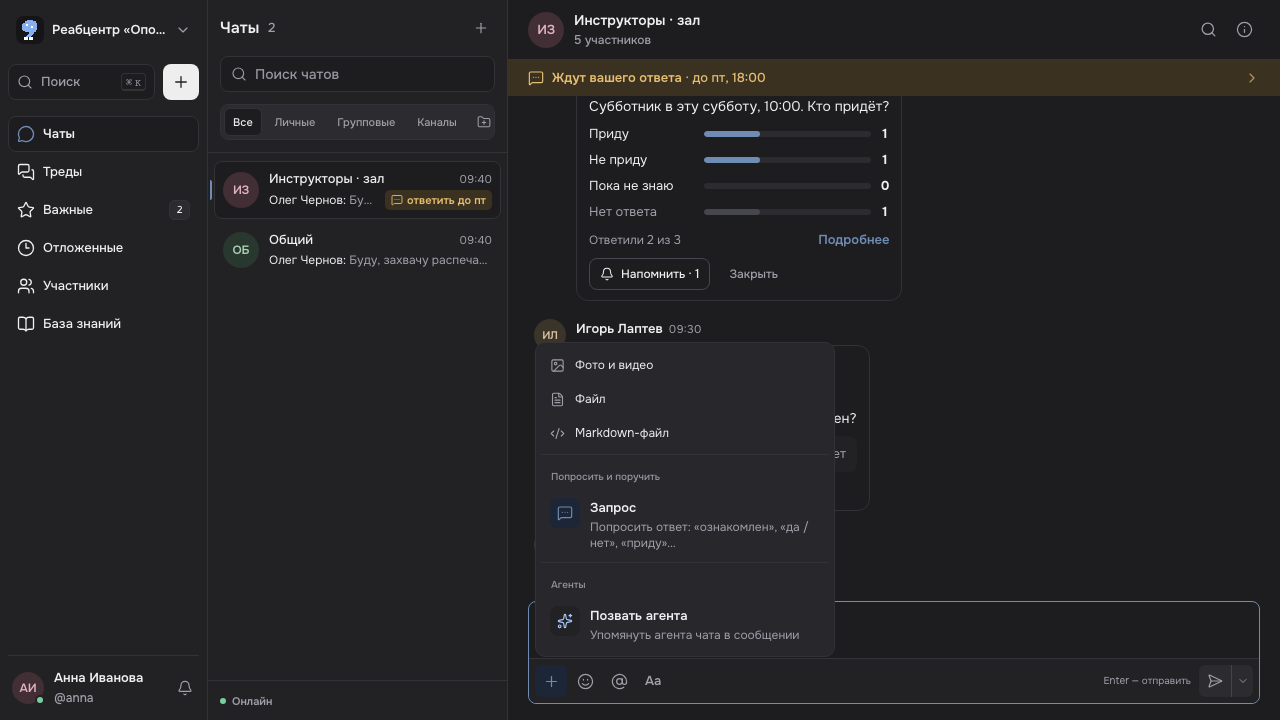 Реабцентр «Опо...
Поиск
⌘ K
Чаты
Треды
Важные
2
Отложенные
Участники
База знаний
АИ
Анна Иванова
@anna
Чаты 2
Поиск чатов
Все
Личные
Групповые
Каналы
ИЗ
Инструкторы · зал
09:40
Олег Чернов: Бу...
ответить до пт
ОБ
Общий
09:40
Олег Чернов: Буду, захвачу распеча...
Онлайн
ИЗ
Инструкторы · зал
5 участников
Ждут вашего ответа · до пт, 18:00
Субботник в эту субботу, 10:00. Кто придёт?
Приду
1
Не приду
1
Пока не знаю
0
Нет ответа
1
Ответили 2 из 3
Подробнее
Напомнить · 1
Закрыть
ИЛ
Игорь Лаптев 09:30
ен?
ет
Фото и видео
Файл
Markdown-файл
Попросить и поручить
Запрос
Попросить ответ: «ознакомлен», «да /
нет», «приду»...
Агенты
Позвать агента
Упомянуть агента чата в сообщении
Aa
Enter — отправить